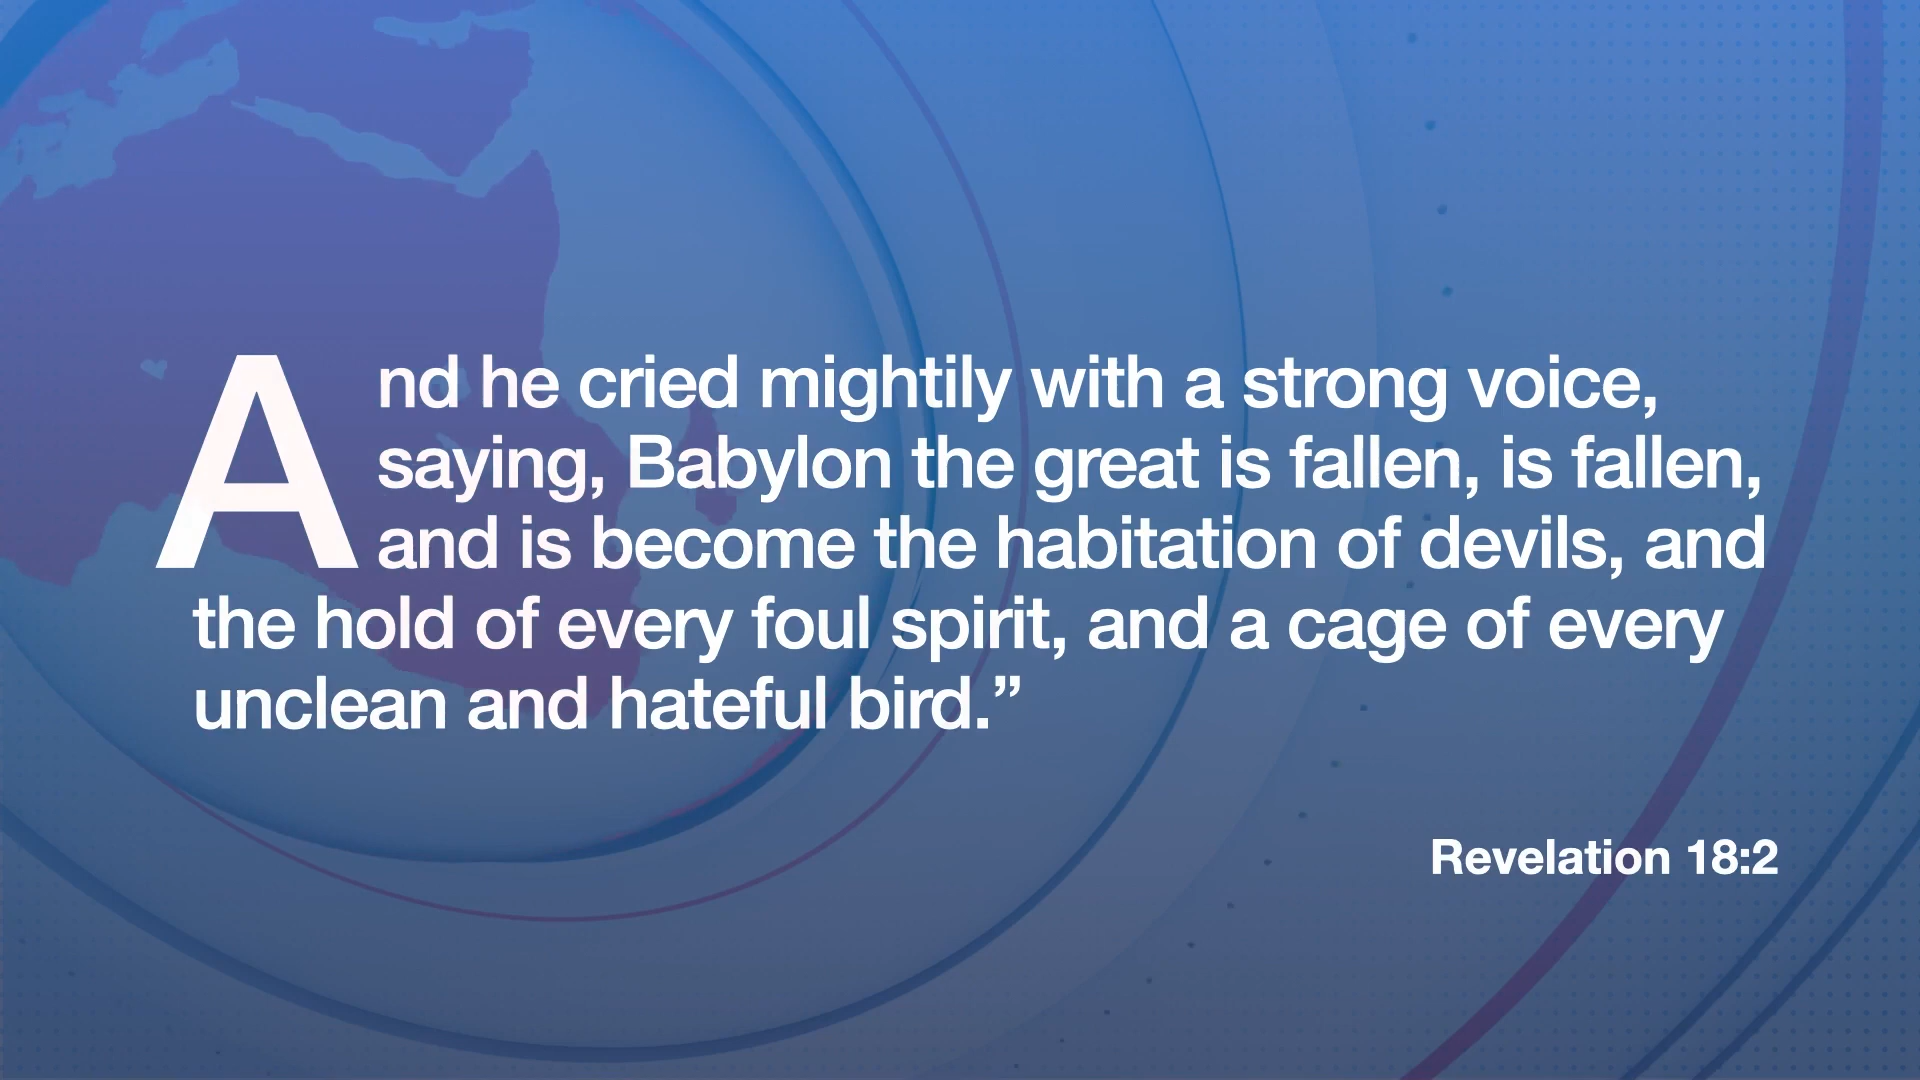 And he cried mightily with a strong voice,
saying, Babylon the great is fallen, is fallen,
and is become the habitation of devils, and
the hold of every foul spirit, and a cage of every
unclean and hateful bird.”
Revelation 18:2